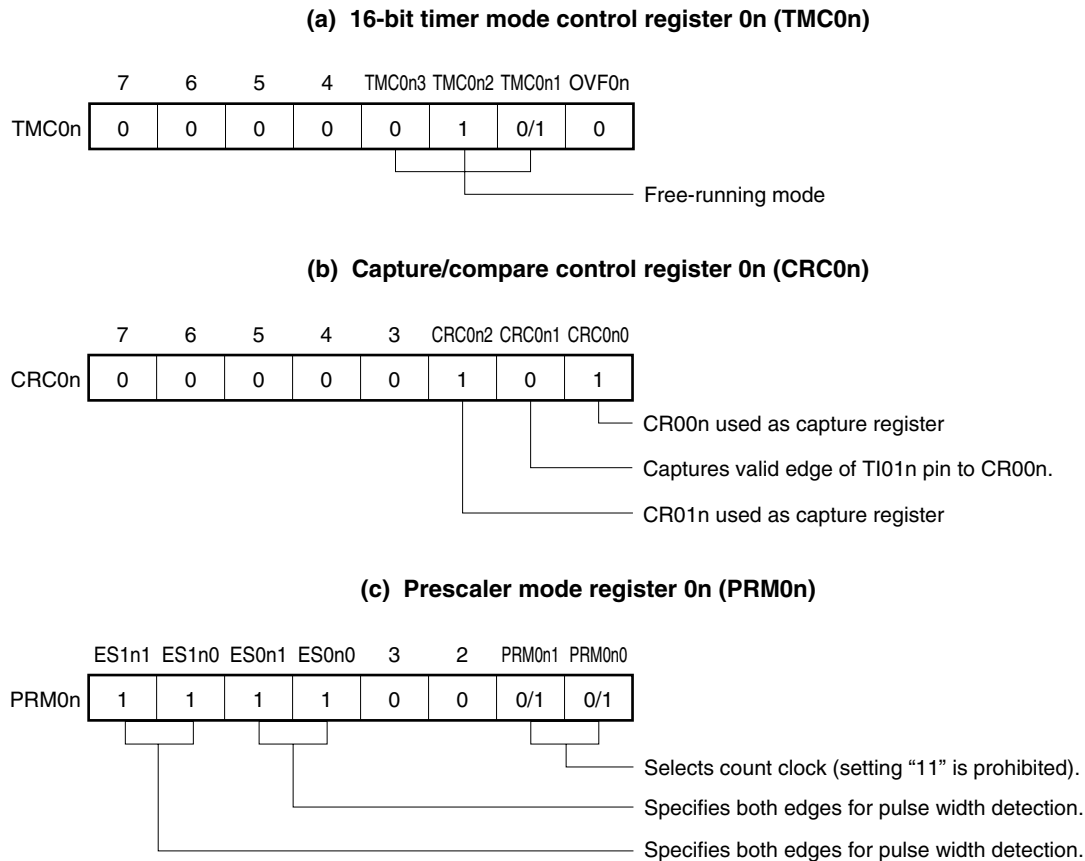 (a) 16-bit timer mode control register 0n (TMC0n)
7 6 5 4 TMC0n3 TMC0n2 TMC0n1 OVF0n
TMC0n 0 0 0 0 0 1 0/1 0
Free-running mode
(b) Capture/compare control register 0n (CRC0n)
7 6 5 4 3 CRC0n2 CRC0n1 CRC0n0
CRC0n 0 0 0 0 0 1 0 1
CR00n used as capture register
Captures valid edge of TI01n pin to CR00n.
CR01n used as capture register
(c) Prescaler mode register 0n (PRM0n)
ES1n1 ES1n0 ES0n1 ES0n0 3 2 PRM0n1 PRM0n0
PRM0n 1 1 1 1 0 0 0/1 0/1
Selects count clock (setting “11” is prohibited).
Specifies both edges for pulse width detection.
Specifies both edges for pulse width detection.